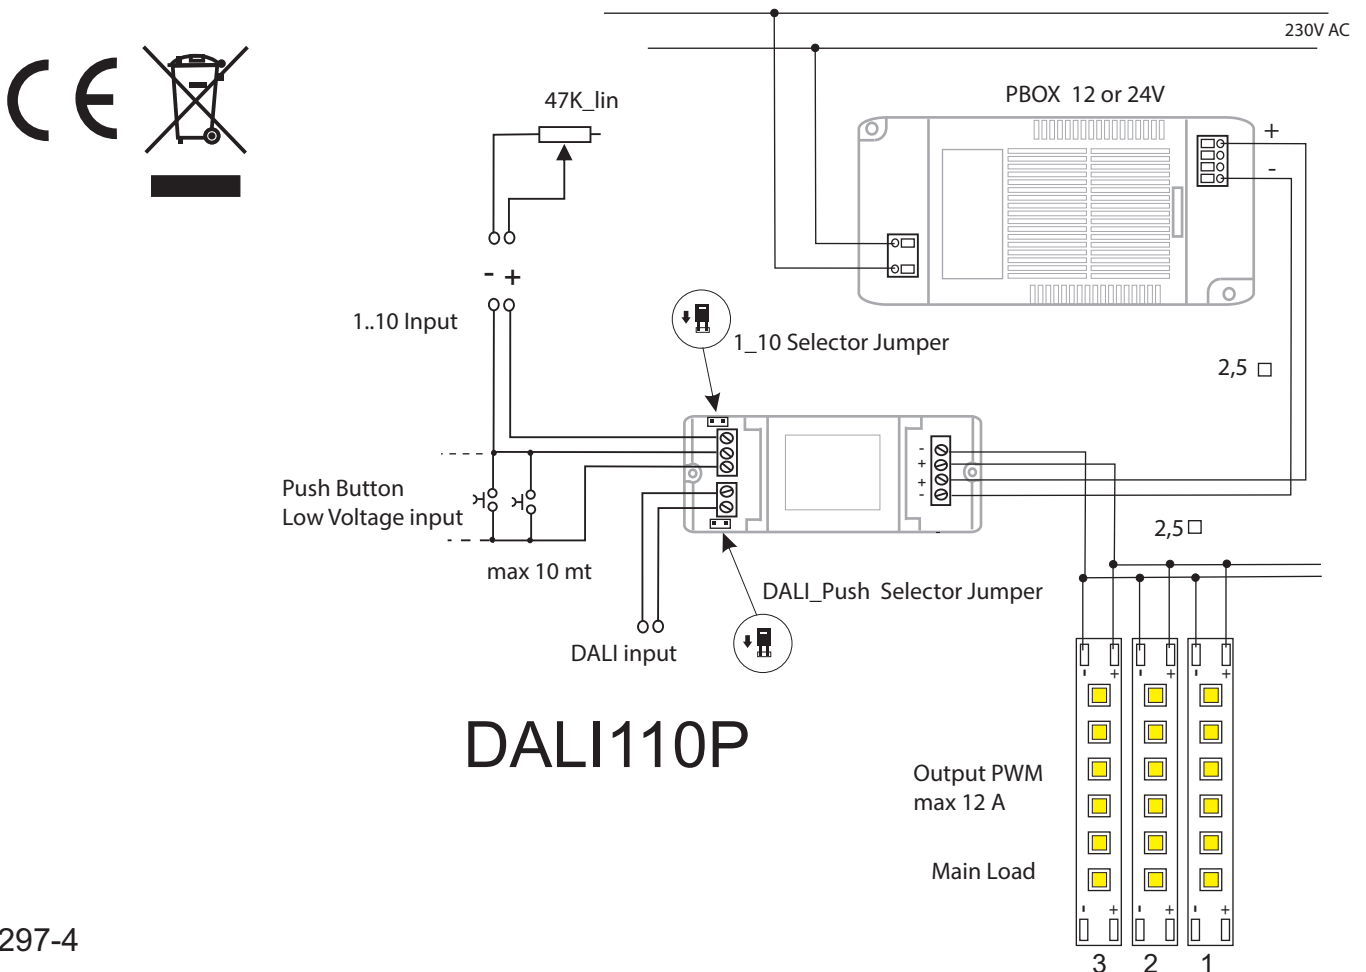 230V AC
CE
47K_lin
PBOX 12 or 24V
+
-
- +
1..10 Input
1_10 Selector Jumper
2,5 □
Push Button
Low Voltage input
-
+
+
-
-
2,5 □
max 10 mt
DALI_Push Selector Jumper
DALI input
- + - + - +
DALI110P
Output PWM
max 12 A
Main Load
- + - + - +
297-4
3 2 1